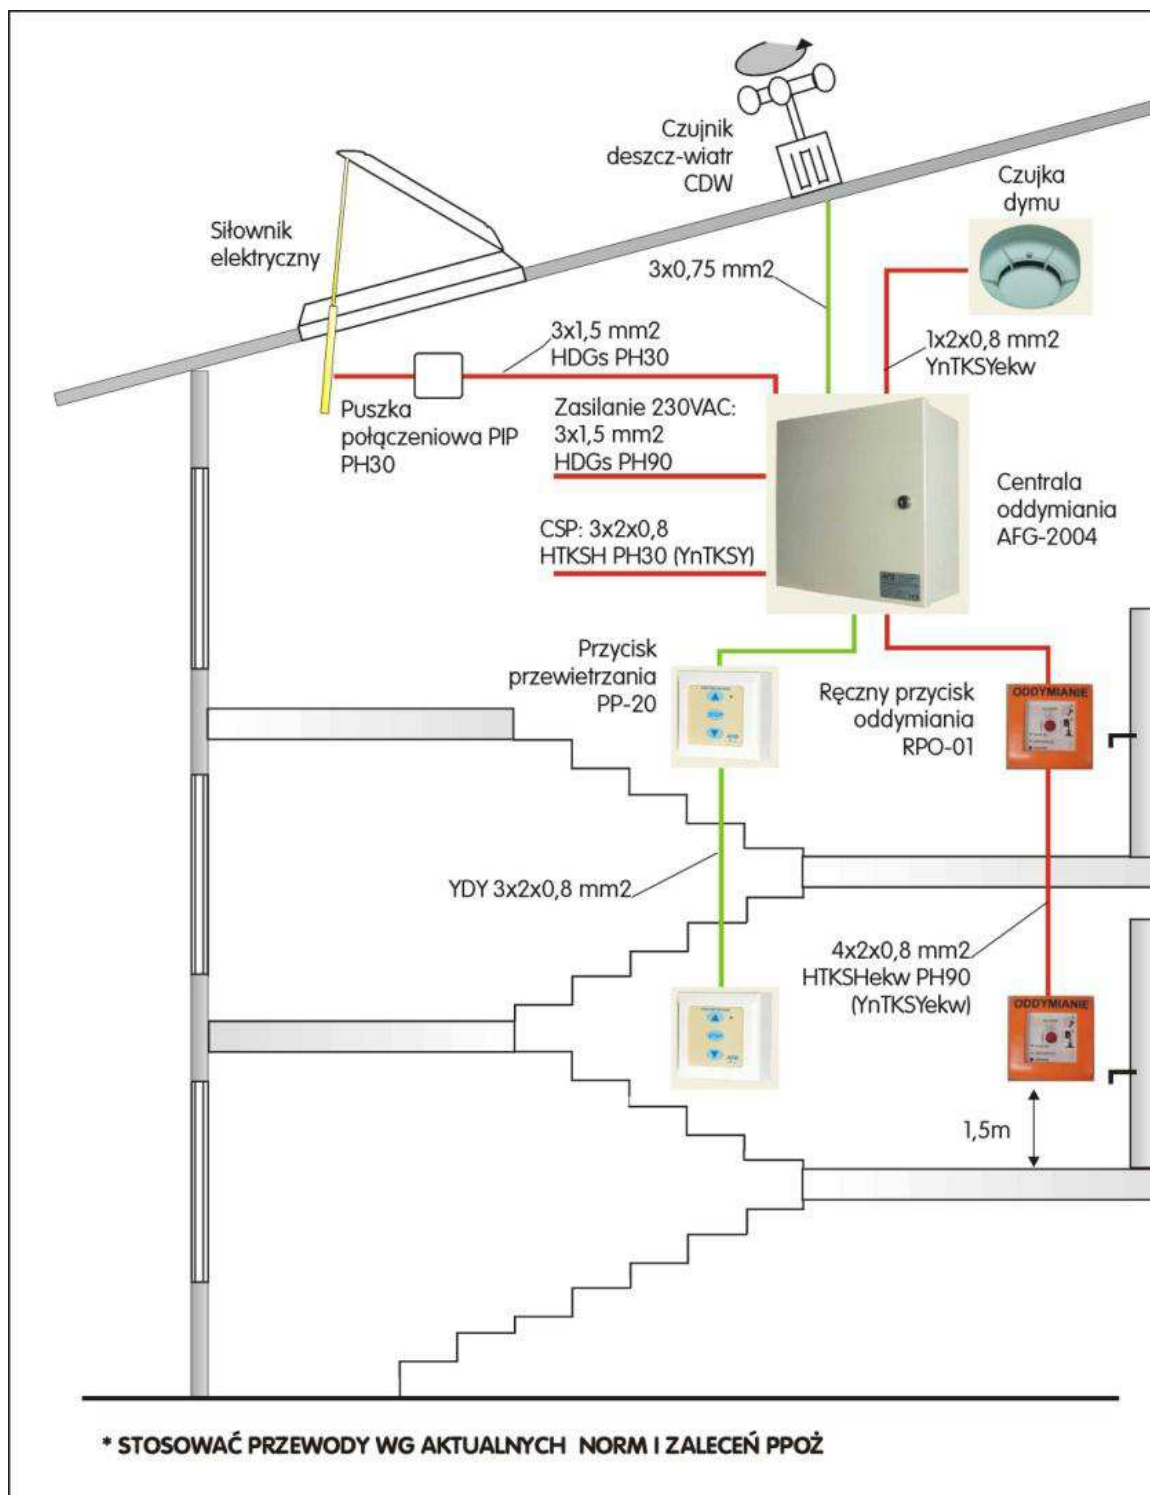 Czujnik
deszcz-wiatr
CDW
Czujka
dymu
Siłownik
elektryczny
3x0,75 mm2
3x1,5 mm2
HDGs PH30
1x2x0,8 mm2
YnTKSYekw
Puszka
połączeniowa PIP
PH30
Zasilanie 230VAC:
3x1,5 mm2
HDGs PH90
Centrala
oddymiania
AFG-2004
CSP: 3x2x0,8
HTKSH PH30 (YnTKSY)
Przycisk
przewietrzania
PP-20
Ręczny przycisk
oddymiania
RPO-01
ODDYMIANIE
STOP
YDY 3x2x0,8 mm2
4x2x0,8 mm2
HTKSHekw PH90
(YnTKSYekw)
ODDYMIANIE
STOP
1,5m
* STOSOWAĆ PRZEWODY WG AKTUALNYCH NORM I ZALECEŃ PPOŻ